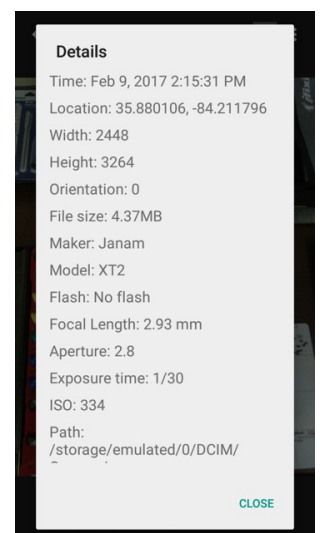 Details
Time: Feb 9, 2017 2:15:31 PM
Location: 35.880106, -84.211796
Width: 2448
Height: 3264
Orientation: 0
File size: 4.37MB
Maker: Janam
Model: XT2
Flash: No flash
Focal Length: 2.93 mm
Aperture: 2.8
Exposure time: 1/30
ISO: 334
Path:
/storage/emulated/0/DCIM/
CLOSE